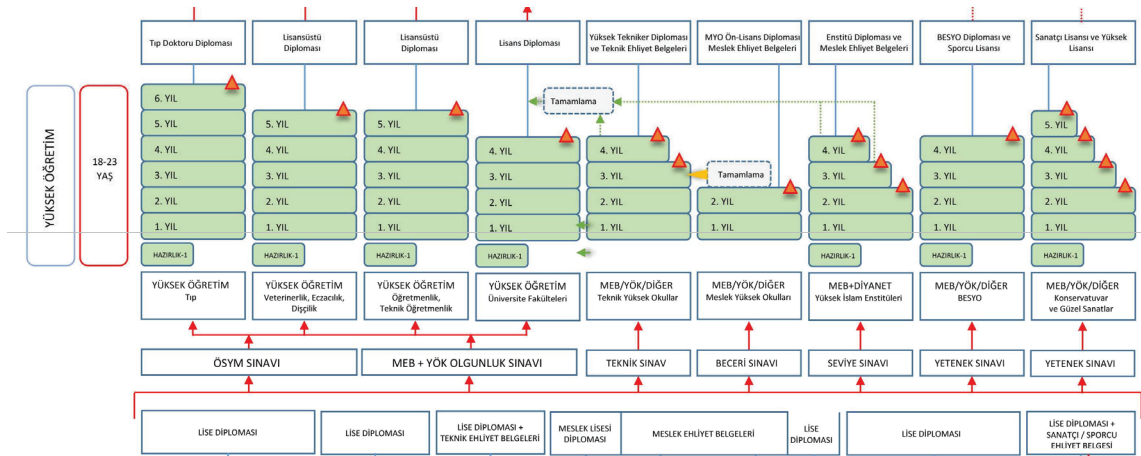 Tıp Doktoru Diploması
Lisansüstü
Diploması
Lisansüstü
Diploması
Lisans Diploması
Yüksek Tekniker Diploması
ve Teknik Ehliyet Belgeleri
MYO Ön-Lisans Diploması
Meslek Ehliyet Belgeleri
Enstitü Diploması ve
Meslek Ehliyet Belgeleri
BESYO Diploması ve
Sporcu Lisansı
Sanatçı Lisansı ve Yüksek
Lisansı
YÜKSEK ÖĞRETİM
18-23
YAŞ
6. YIL
5. YIL
4. YIL
3. YIL
2. YIL
1. YIL
HAZIRLIK-1
5. YIL
4. YIL
3. YIL
2. YIL
1. YIL
HAZIRLIK-1
5. YIL
4. YIL
3. YIL
2. YIL
1. YIL
HAZIRLIK-1
4. YIL
3. YIL
2. YIL
1. YIL
HAZIRLIK-1
Tamamlama
4. YIL
3. YIL
2. YIL
1. YIL
Tamamlama
2. YIL
1. YIL
4. YIL
3. YIL
2. YIL
1. YIL
HAZIRLIK-1
4. YIL
3. YIL
2. YIL
1. YIL
HAZIRLIK-1
5. YIL
4. YIL
3. YIL
2. YIL
1. YIL
HAZIRLIK-1
YÜKSEK ÖĞRETİM
Tıp
YÜKSEK ÖĞRETİM
Veterinerlik, Eczacılık,
Dişçilik
YÜKSEK ÖĞRETİM
Öğretmenlik,
Teknik Öğretmenlik
YÜKSEK ÖĞRETİM
Üniversite Fakülteleri
MEB/YÖK/DİĞER
Teknik Yüksek Okullar
MEB/YÖK/DİĞER
Meslek Yüksek Okulları
MEB+DİYANET
Yüksek İslam Enstitüleri
MEB/YÖK/DİĞER
BESYO
MEB/YÖK/DİĞER
Konservatuvar
ve Güzel Sanatlar
ÖSYM SINAVI
MEB + YÖK OLGUNLUK SINAVI
TEKNİK SINAV
BECERİ SINAVI
SEVİYE SINAVI
YETENEK SINAVI
YETENEK SINAVI
LİSE DİPLOMASI
LİSE DİPLOMASI
LİSE DİPLOMASI +
TEKNİK EHLİYET BELGELERİ
MESLEK LİSESİ
DİPLOMASI
MESLEK EHLİYET BELGELERİ
LİSE
DİPLOMASI
LİSE DİPLOMASI
LİSE DİPLOMASI +
SANATÇI / SPORCU
EHLİYET BELGESİ